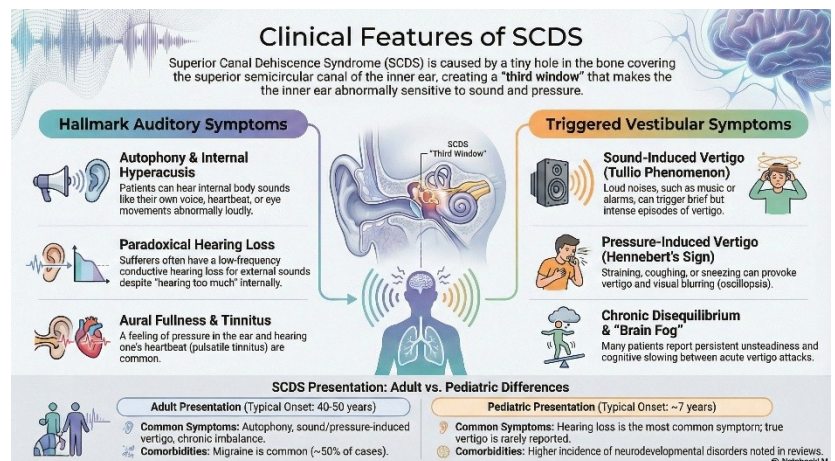 Clinical Features of SCDS
Superior Canal Dehiscence Syndrome (SCDS) is caused by a tiny hole in the bone covering
the superior semicircular canal of the inner ear, creating a "third window" that makes the
the inner ear abnormally sensitive to sound and pressure.
Hallmark Auditory Symptoms
Autophony & Internal
Hyperacusis
Patients can hear internal body sounds
like their own voice, heartbeat, or eye
movements abnormally loudly.
Paradoxical Hearing Loss
Sufferers often have a low-frequency
conductive hearing loss for external sounds
despite "hearing too much" internally.
Aural Fullness & Tinnitus
A feeling of pressure in the ear and hearing
one's heartbeat (pulsatile tinnitus) are
common.
SCDS
"Third Window"
Triggered Vestibular Symptoms
Sound-Induced Vertigo
(Tullio Phenomenon)
Loud noises, such as music or
alarms, can trigger brief but
intense episodes of vertigo.
Pressure-Induced Vertigo
(Hennebert's Sign)
Straining, coughing, or sneezing can provoke
vertigo and visual blurring (oscillopsis).
Chronic Disequilibrium
& "Brain Fog"
Many patients report persistent unsteadiness and
cognitive slowing between acute vertigo attacks.
SCDS Presentation: Adult vs. Pediatric Differences
Adult Presentation (Typical Onset: 40-50 years)
Common Symptoms: Autophony, sound/pressure-induced
vertigo, chronic imbalance.
Comorbidities: Migraine is common (~50% of cases).
Pediatric Presentation (Typical Onset: ~7 years)
Common Symptoms: Hearing loss is the most common symptom; true
vertigo is rarely reported.
Comorbidities: Higher incidence of neurodevelopmental disorders noted in reviews.